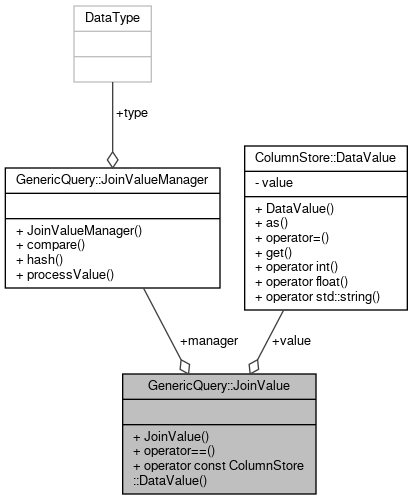 DataType
+type
GenericQuery::JoinValueManager
+ JoinValueManager()
+ compare()
+ hash()
+ processValue()
ColumnStore::DataValue
- value
+ DataValue()
+ as()
+ operator=()
+ get()
+ operator int()
+ operator float()
+ operator std::string()
+manager
+value
GenericQuery::JoinValue
+ JoinValue()
+ operator==()
+ operator const ColumnStore
::DataValue()